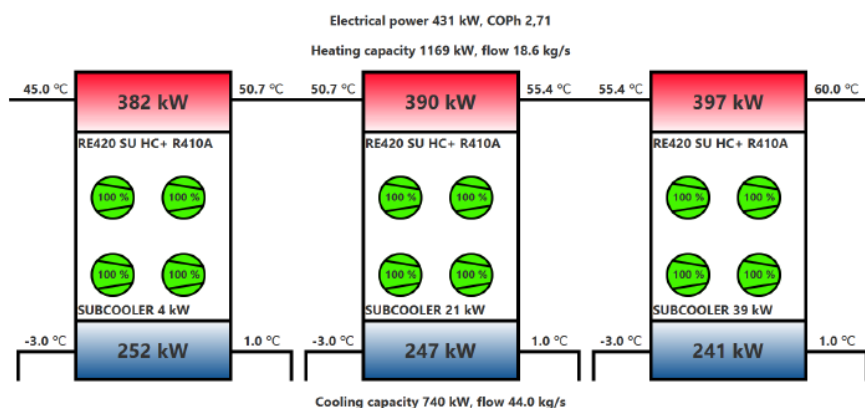 Electrical power 431 kW, COPh 2,71
Heating capacity 1169 kW, flow 18.6 kg/s
45.0 °C 50.7 °C 50.7 °C 55.4 °C 55.4 °C 60.0 °C
382 kW 390 kW 397 kW
RE420 SU HC+ R410A RE420 SU HC+ R410A RE420 SU HC+ R410A
100 % 100 % 100 % 100 % 100 % 100 %
100 % 100 % 100 % 100 % 100 % 100 %
SUBCOOLER 4 kW SUBCOOLER 21 kW SUBCOOLER 39 kW
-3.0 °C 1.0 °C -3.0 °C 1.0 °C -3.0 °C 1.0 °C
252 kW 247 kW 241 kW
Cooling capacity 740 kW, flow 44.0 kg/s